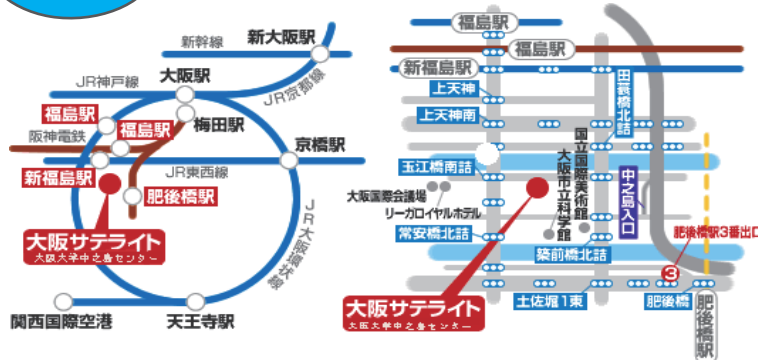 新幹線
新大阪駅
JR神戸線
大阪駅
JR京都線
福島駅
阪神電鉄
福島駅
梅田駅
京橋駅
新福島駅
JR東西線
肥後橋駅
大阪サテライト
大阪大学中之島センター
JR大阪環状線
関西国際空港
天王寺駅
福島駅
福島駅
新福島駅
上天神
田蓑橋北詰
上天神南
玉江橋南詰
国立国際美術館
大阪市立科学館
中之島入口
大阪国際会議場
リーガロイヤルホテル
常安橋北詰
築前橋北詰
肥後橋駅3番出口
3
大阪サテライト
大阪大学中之島センター
土佐堀1東
肥後橋
肥後橋駅